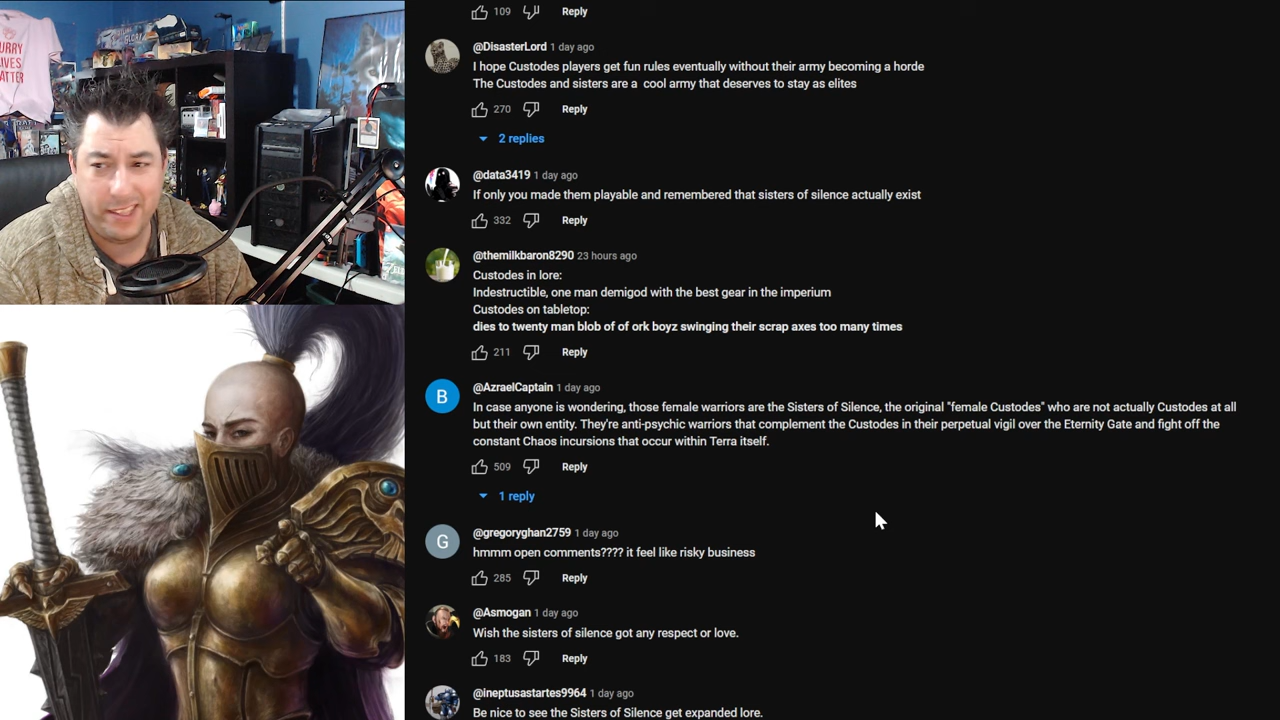 URRY
IVES
ATTER
GLORY
109 Reply
@DisasterLord 1 day ago
I hope Custodes players get fun rules eventually without their army becoming a horde
The Custodes and sisters are a cool army that deserves to stay as elites
270 Reply
2 replies
@data3419 1 day ago
If only you made them playable and remembered that sisters of silence actually exist
332 Reply
@themilkbaron8290 23 hours ago
Custodes in lore:
Indestructible, one man demigod with the best gear in the imperium
Custodes on tabletop:
dies to twenty man blob of of ork boyz swinging their scrap axes too many times
211 Reply
B
@AzraelCaptain 1 day ago
In case anyone is wondering, those female warriors are the Sisters of Silence, the original "female Custodes" who are not actually Custodes at all
but their own entity. They're anti-psychic warriors that complement the Custodes in their perpetual vigil over the Eternity Gate and fight off the
constant Chaos incursions that occur within Terra itself.
509 Reply
1 reply
G
@gregoryghan2759 1 day ago
hmmm open comments???? it feel like risky business
285 Reply
@Asmogan 1 day ago
Wish the sisters of silence got any respect or love.
183 Reply
@ineptusastartes9964 1 day ago
Be nice to see the Sisters of Silence get expanded lore.